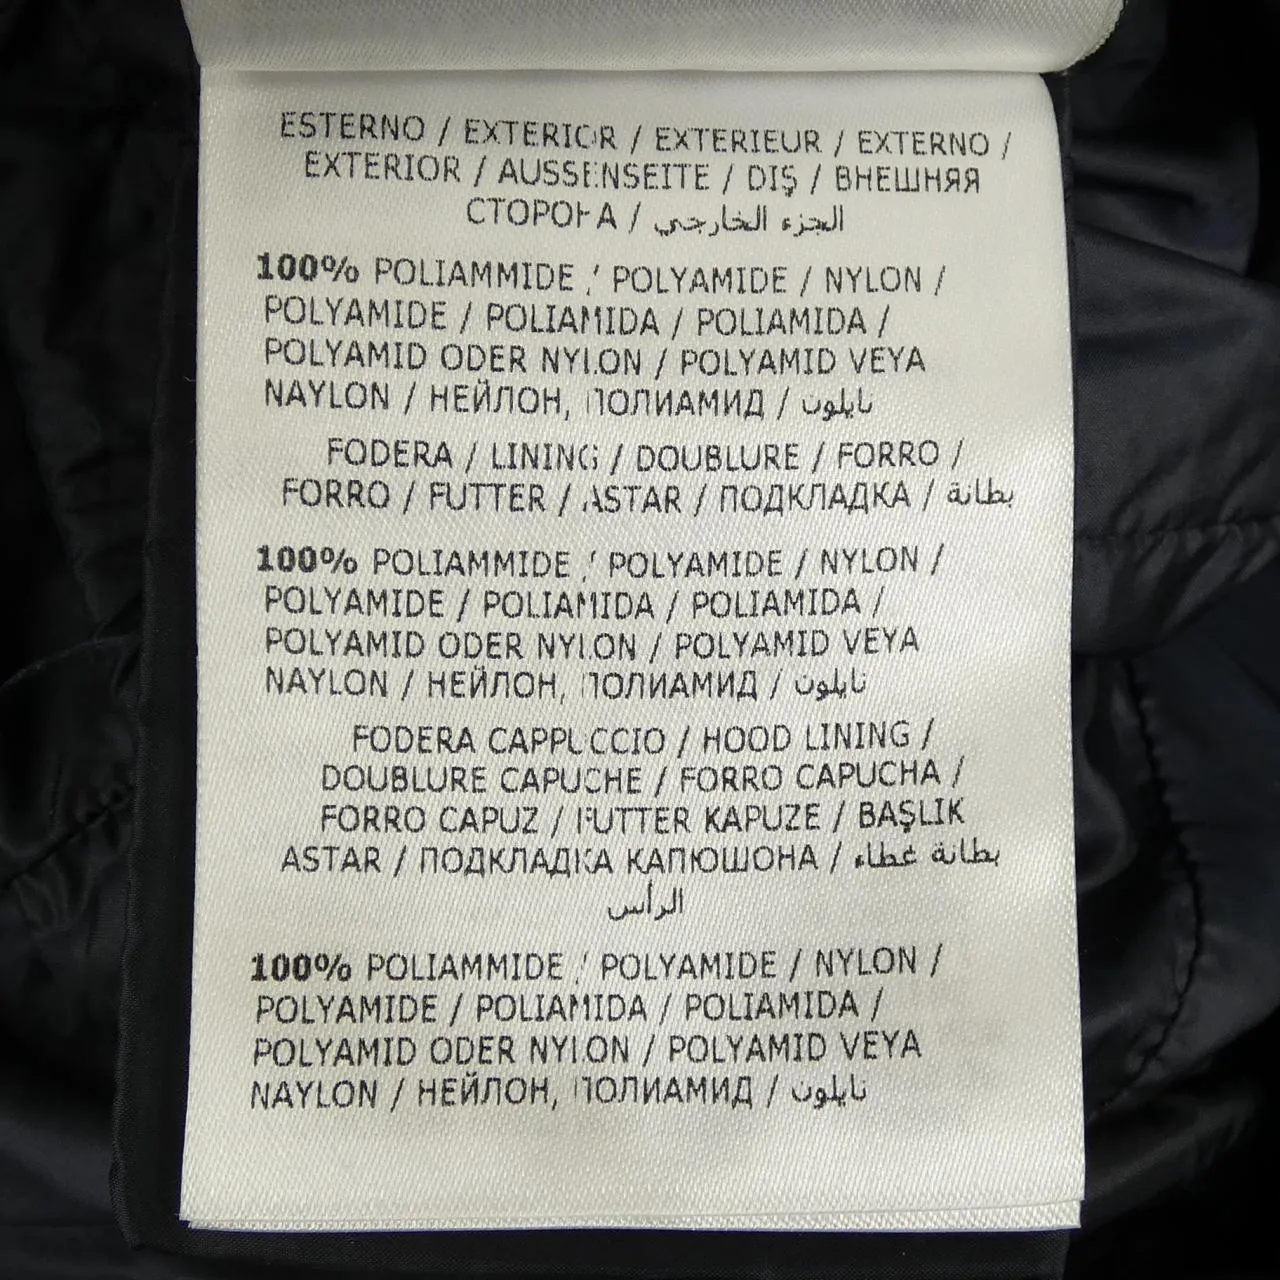 ESTERNO / EXTERIOR / EXTERIEUR / EXTERNO /
EXTERIOR / AUSSENSEITE / DIŞ / ВНЕШНЯЯ
СТОРОНА / الجزء الخارجي
100% POLIAMMIDE / POLYAMIDE / NYLON /
POLYAMIDE / POLIAMIDA / POLIAMIDA /
POLYAMID ODER NYLON / POLYAMID VEYA
NAYLON / НЕЙЛОН, ПОЛИАМИД / نايلون
FODERA / LINING / DOUBLURE / FORRO /
FORRO / FUTTER / ASTAR / ПОДКЛАДКА / بطانة
100% POLIAMMIDE / POLYAMIDE / NYLON /
POLYAMIDE / POLIAMIDA / POLIAMIDA /
POLYAMID ODER NYLON / POLYAMID VEYA
NAYLON / НЕЙЛОН, ПОЛИАМИД / نايلون
FODERA CAPPUCCIO / HOOD LINING /
DOUBLURE CAPUCHE / FORRO CAPUCHA /
FORRO CAPUZ / FUTTER KAPUZE / BAŞLIK
ASTAR / ПОДКЛАДКА КАПЮШОНА / بطانة غطاء
الرأس
100% POLIAMMIDE / POLYAMIDE / NYLON /
POLYAMIDE / POLIAMIDA / POLIAMIDA /
POLYAMID ODER NYLON / POLYAMID VEYA
NAYLON / НЕЙЛОН, ПОЛИАМИД / نايلون